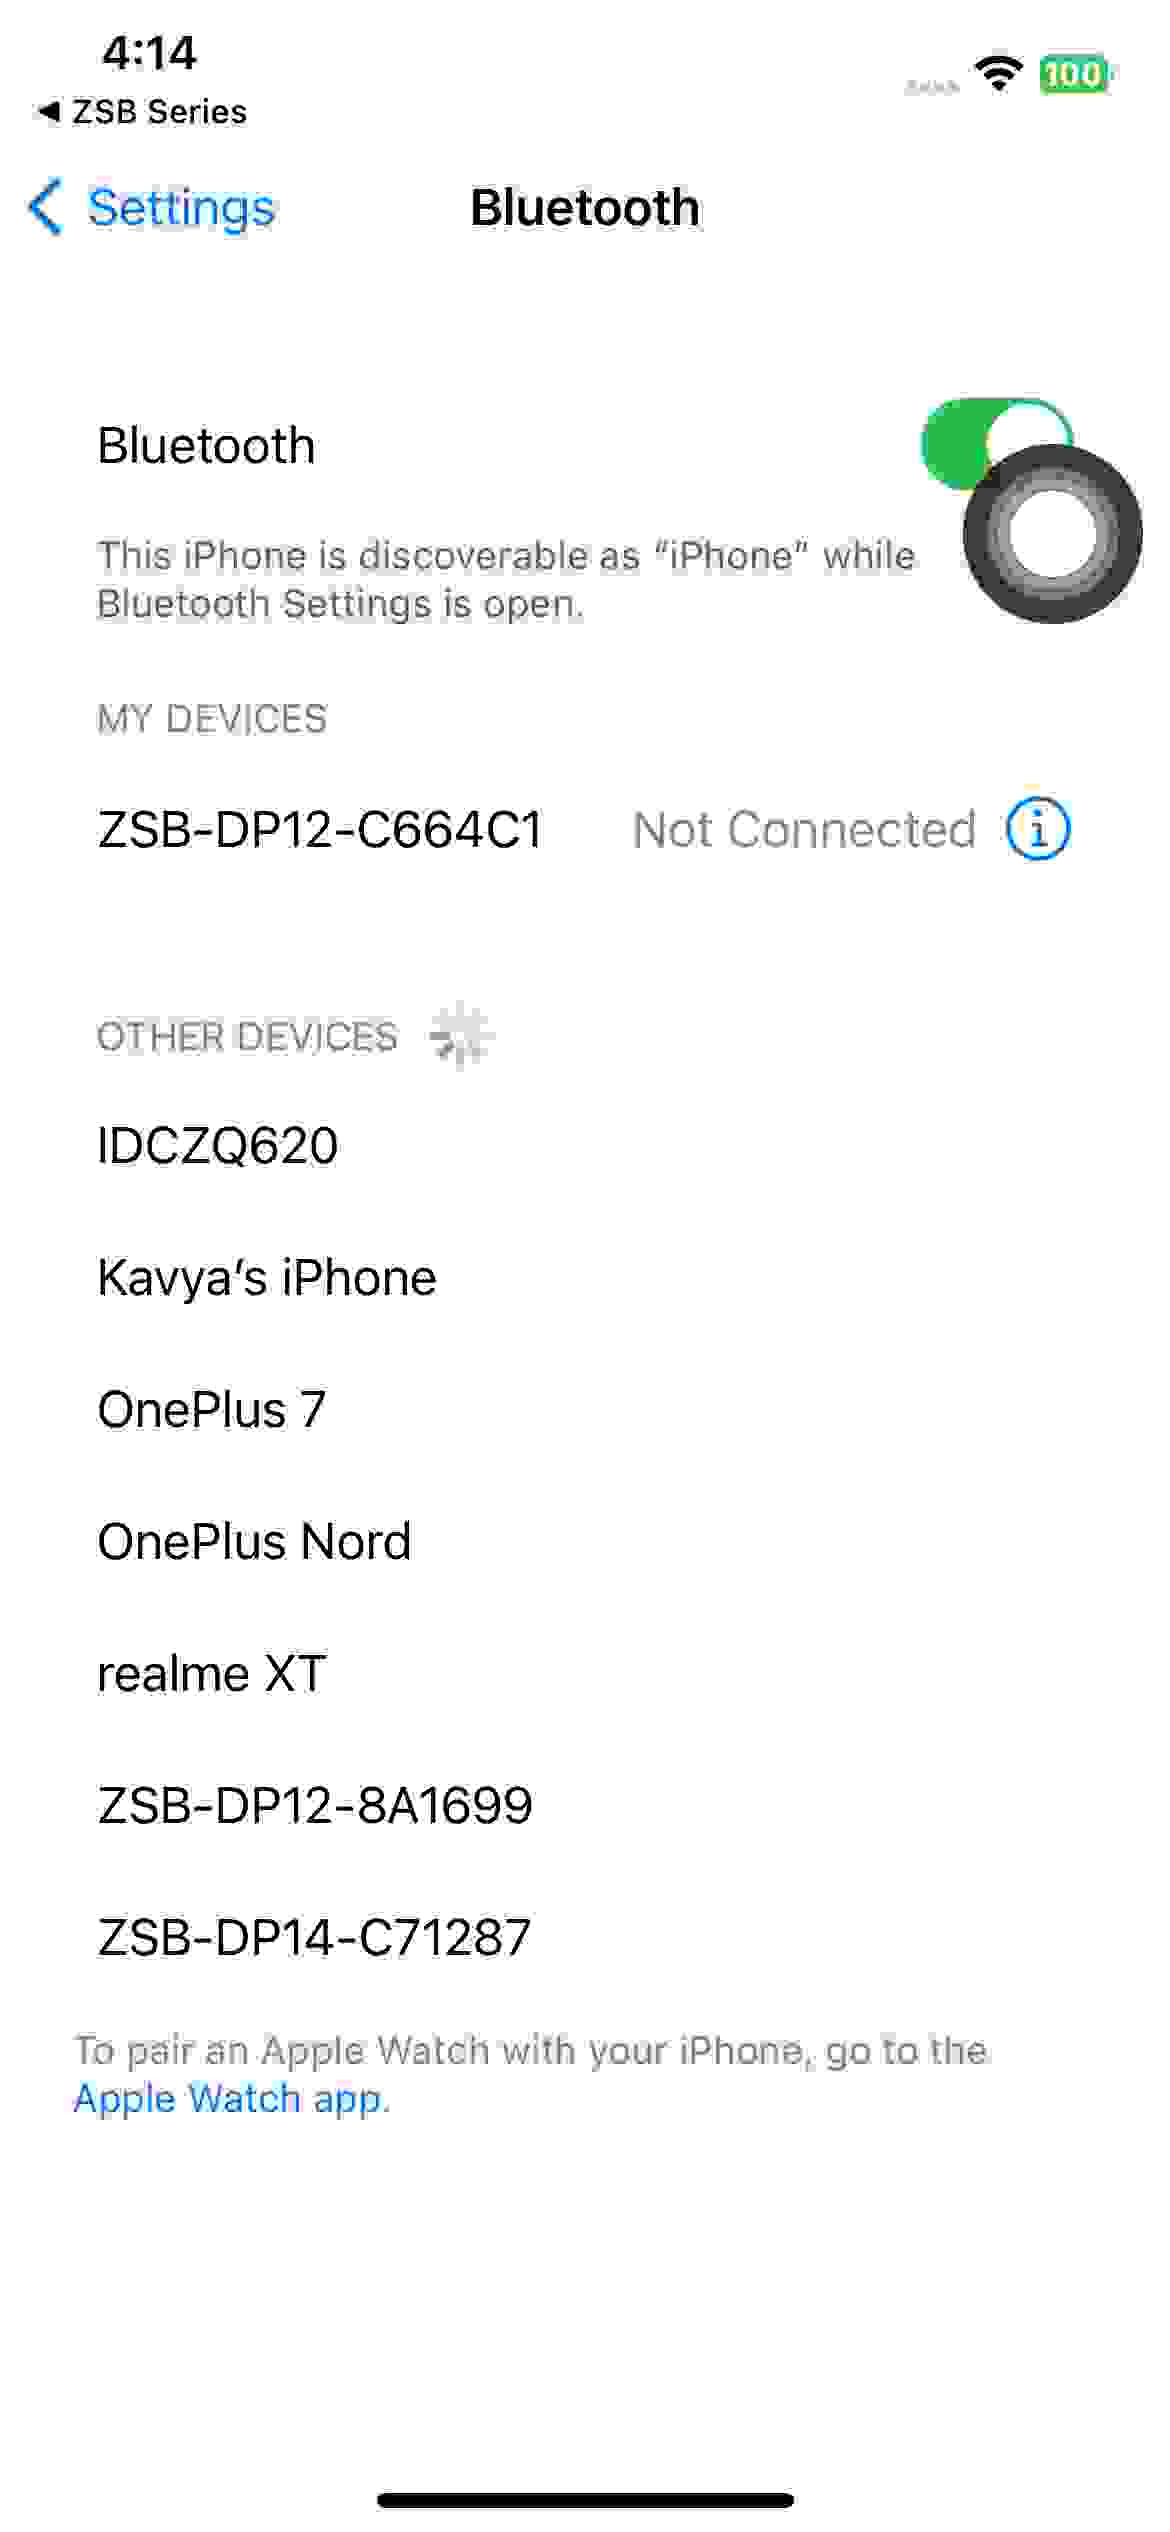 4:14
100
◀ ZSB Series
Settings
Bluetooth
Bluetooth
This iPhone is discoverable as “iPhone” while
Bluetooth Settings is open.
MY DEVICES
ZSB-DP12-C664C1 Not Connected
OTHER DEVICES
IDCZQ620
Kavya’s iPhone
OnePlus 7
OnePlus Nord
realme XT
ZSB-DP12-8A1699
ZSB-DP14-C71287
To pair an Apple Watch with your iPhone, go to the
Apple Watch app.